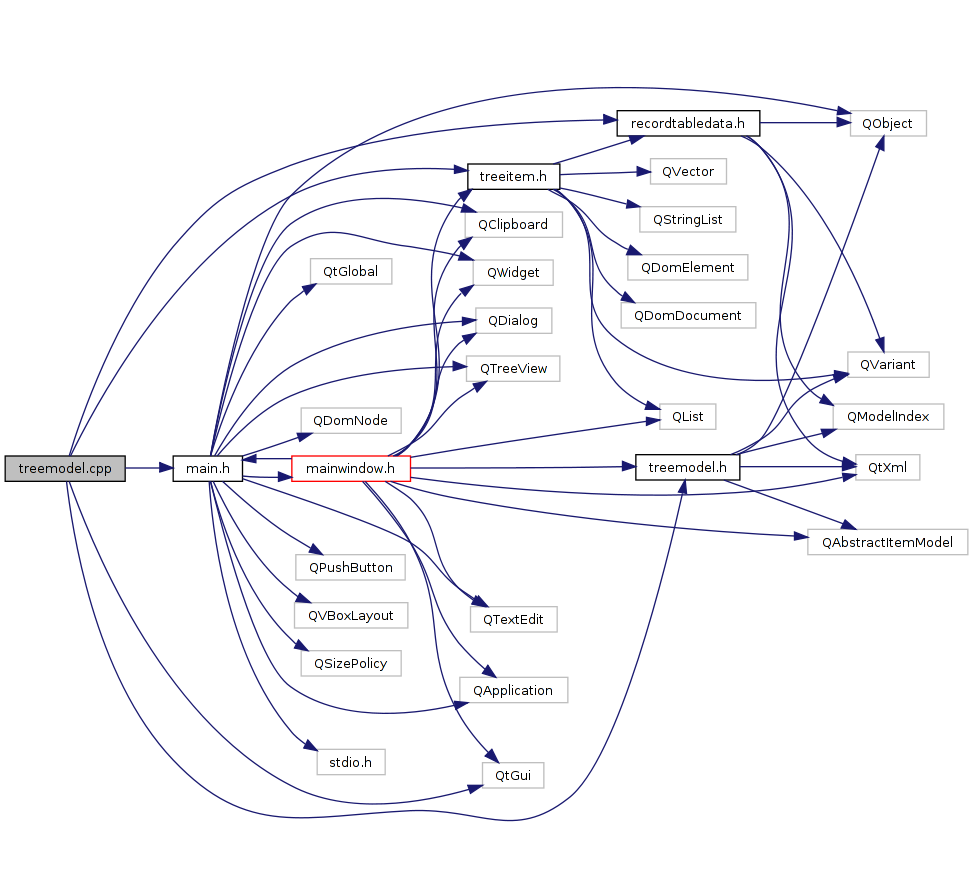 recordtabledata.h
QObject
QVector
treeitem.h
QStringList
QClipboard
QDomElement
QtGlobal
QWidget
QDomDocument
QDialog
QTreeView
QVariant
QDomNode
QList
QModelIndex
treemodel.cpp
main.h
mainwindow.h
treemodel.h
QtXml
QAbstractItemModel
QPushButton
QVBoxLayout
QTextEdit
QSizePolicy
QApplication
stdio.h
QtGui